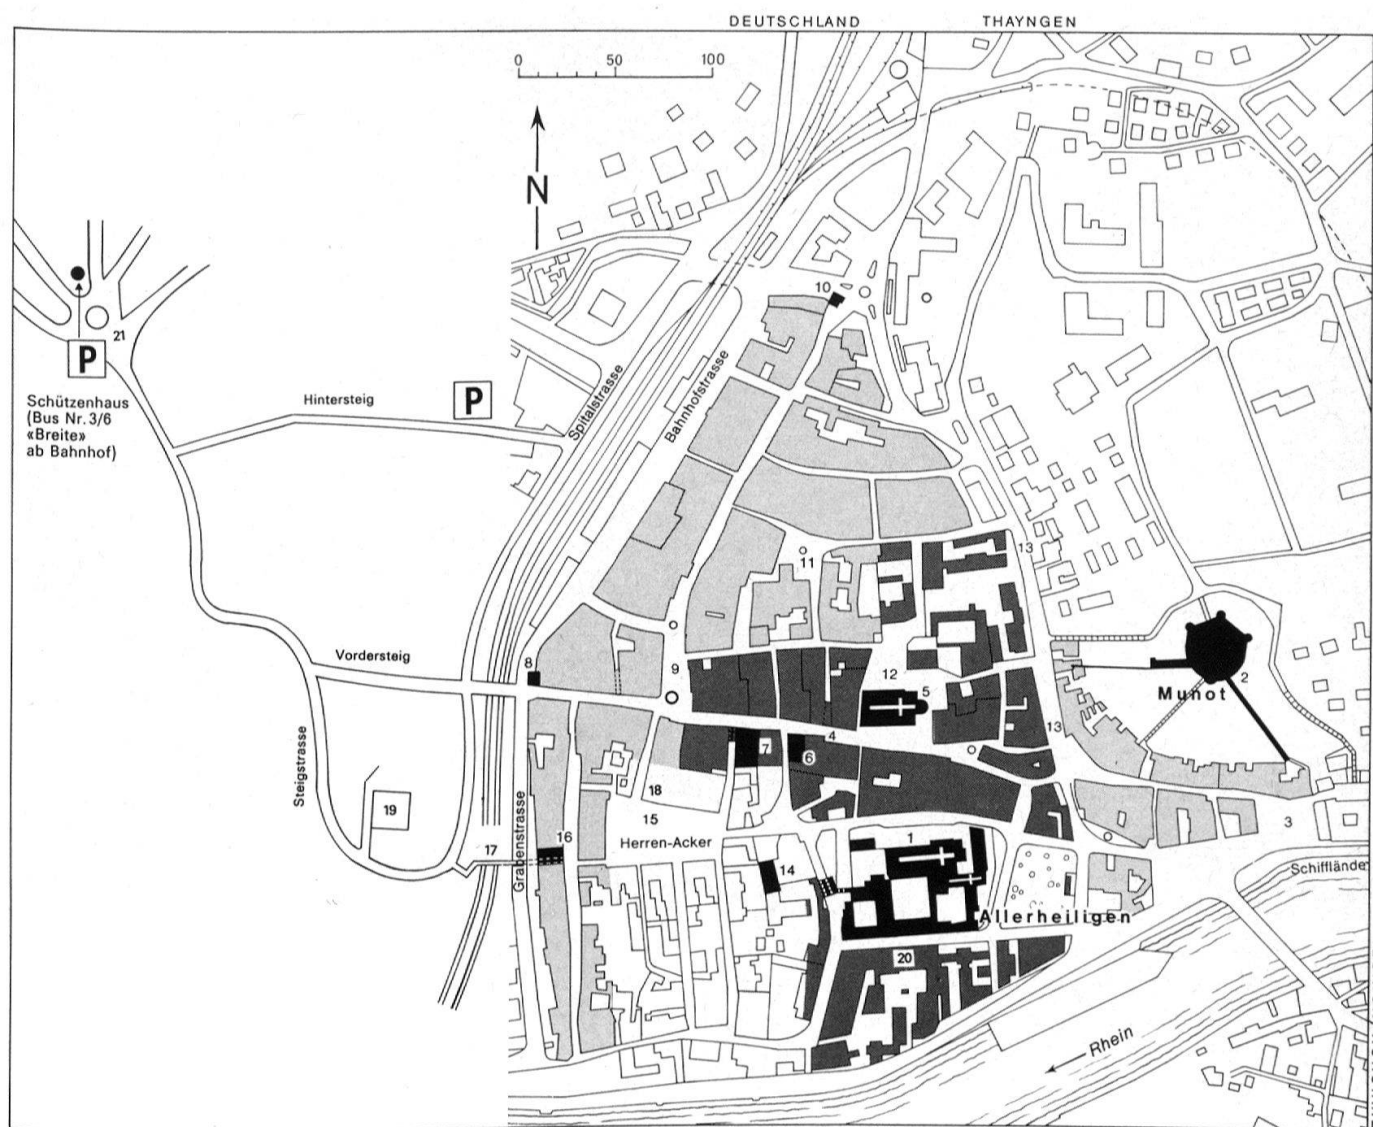 DEUTSCHLAND
THAYNGEN
0 50 100
N
10
21
P
P
Schützenhaus
(Bus Nr. 3/6
«Breite»
ab Bahnhof)
Hintersteig
Spitalstrasse
Bahnhofstrasse
11
13
8
Vordersteig
9
12
5
2
Munot
4
13
7
6
Steigstrasse
18
19
15
3
Grabenstrasse
16
17
Herren-Acker
1
14
Schifflände
Allerheiligen
20
Rhein